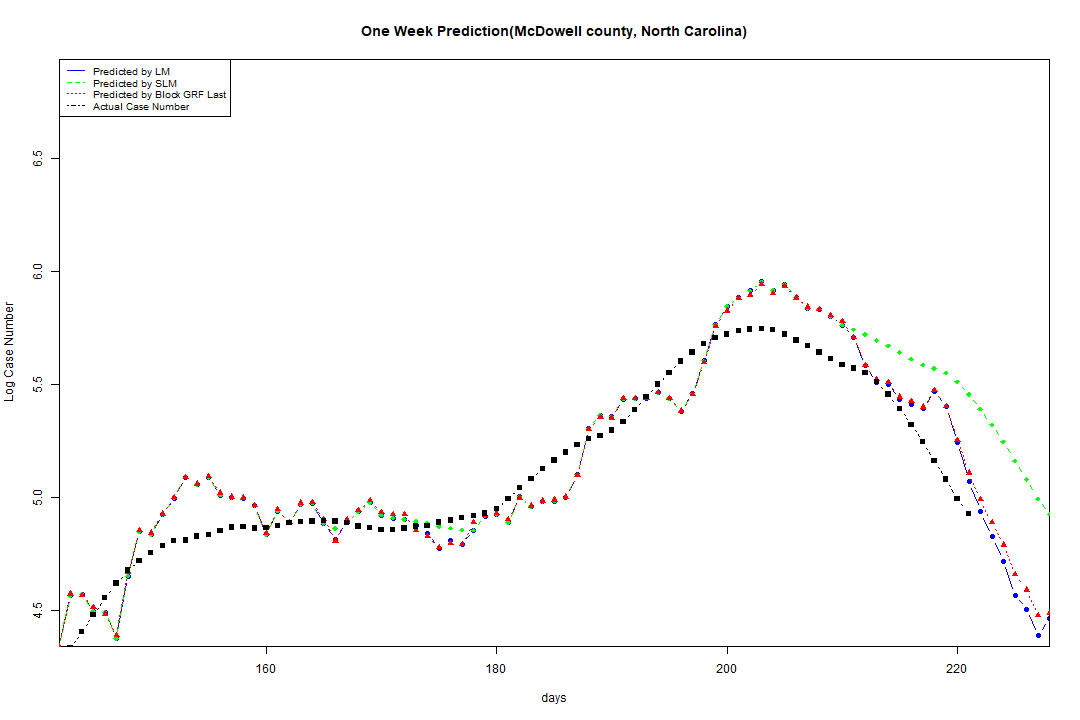 One Week Prediction(McDowell county, North Carolina)
Predicted by LM
Predicted by SLM
Predicted by Block GRF Last
Actual Case Number
6.5
6.0
5.5
5.0
4.5
Log Case Number
160
180
200
220
days